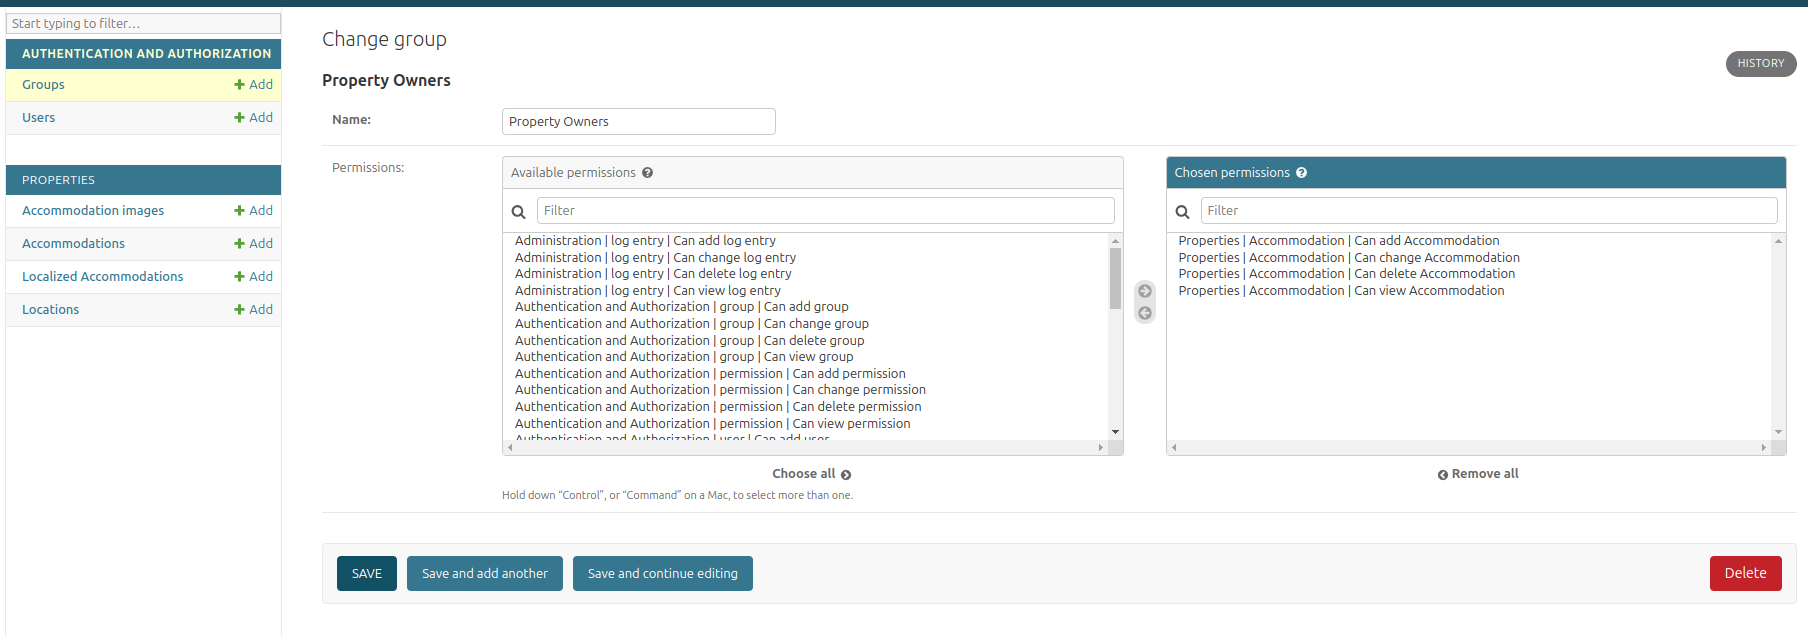 Start typing to filter…
AUTHENTICATION AND AUTHORIZATION
Groups
Add
Users
Add
PROPERTIES
Accommodation images
Add
Accommodations
Add
Localized Accommodations
Add
Locations
Add
Change group
HISTORY
Property Owners
Name:
Property Owners
Permissions:
Available permissions
Filter
Administration | log entry | Can add log entry
Administration | log entry | Can change log entry
Administration | log entry | Can delete log entry
Administration | log entry | Can view log entry
Authentication and Authorization | group | Can add group
Authentication and Authorization | group | Can change group
Authentication and Authorization | group | Can delete group
Authentication and Authorization | group | Can view group
Authentication and Authorization | permission | Can add permission
Authentication and Authorization | permission | Can change permission
Authentication and Authorization | permission | Can delete permission
Authentication and Authorization | permission | Can view permission
Authentication and Authorization | user | Can add user
Choose all
Hold down “Control”, or “Command” on a Mac, to select more than one.
Chosen permissions
Filter
Properties | Accommodation | Can add Accommodation
Properties | Accommodation | Can change Accommodation
Properties | Accommodation | Can delete Accommodation
Properties | Accommodation | Can view Accommodation
Remove all
SAVE
Save and add another
Save and continue editing
Delete